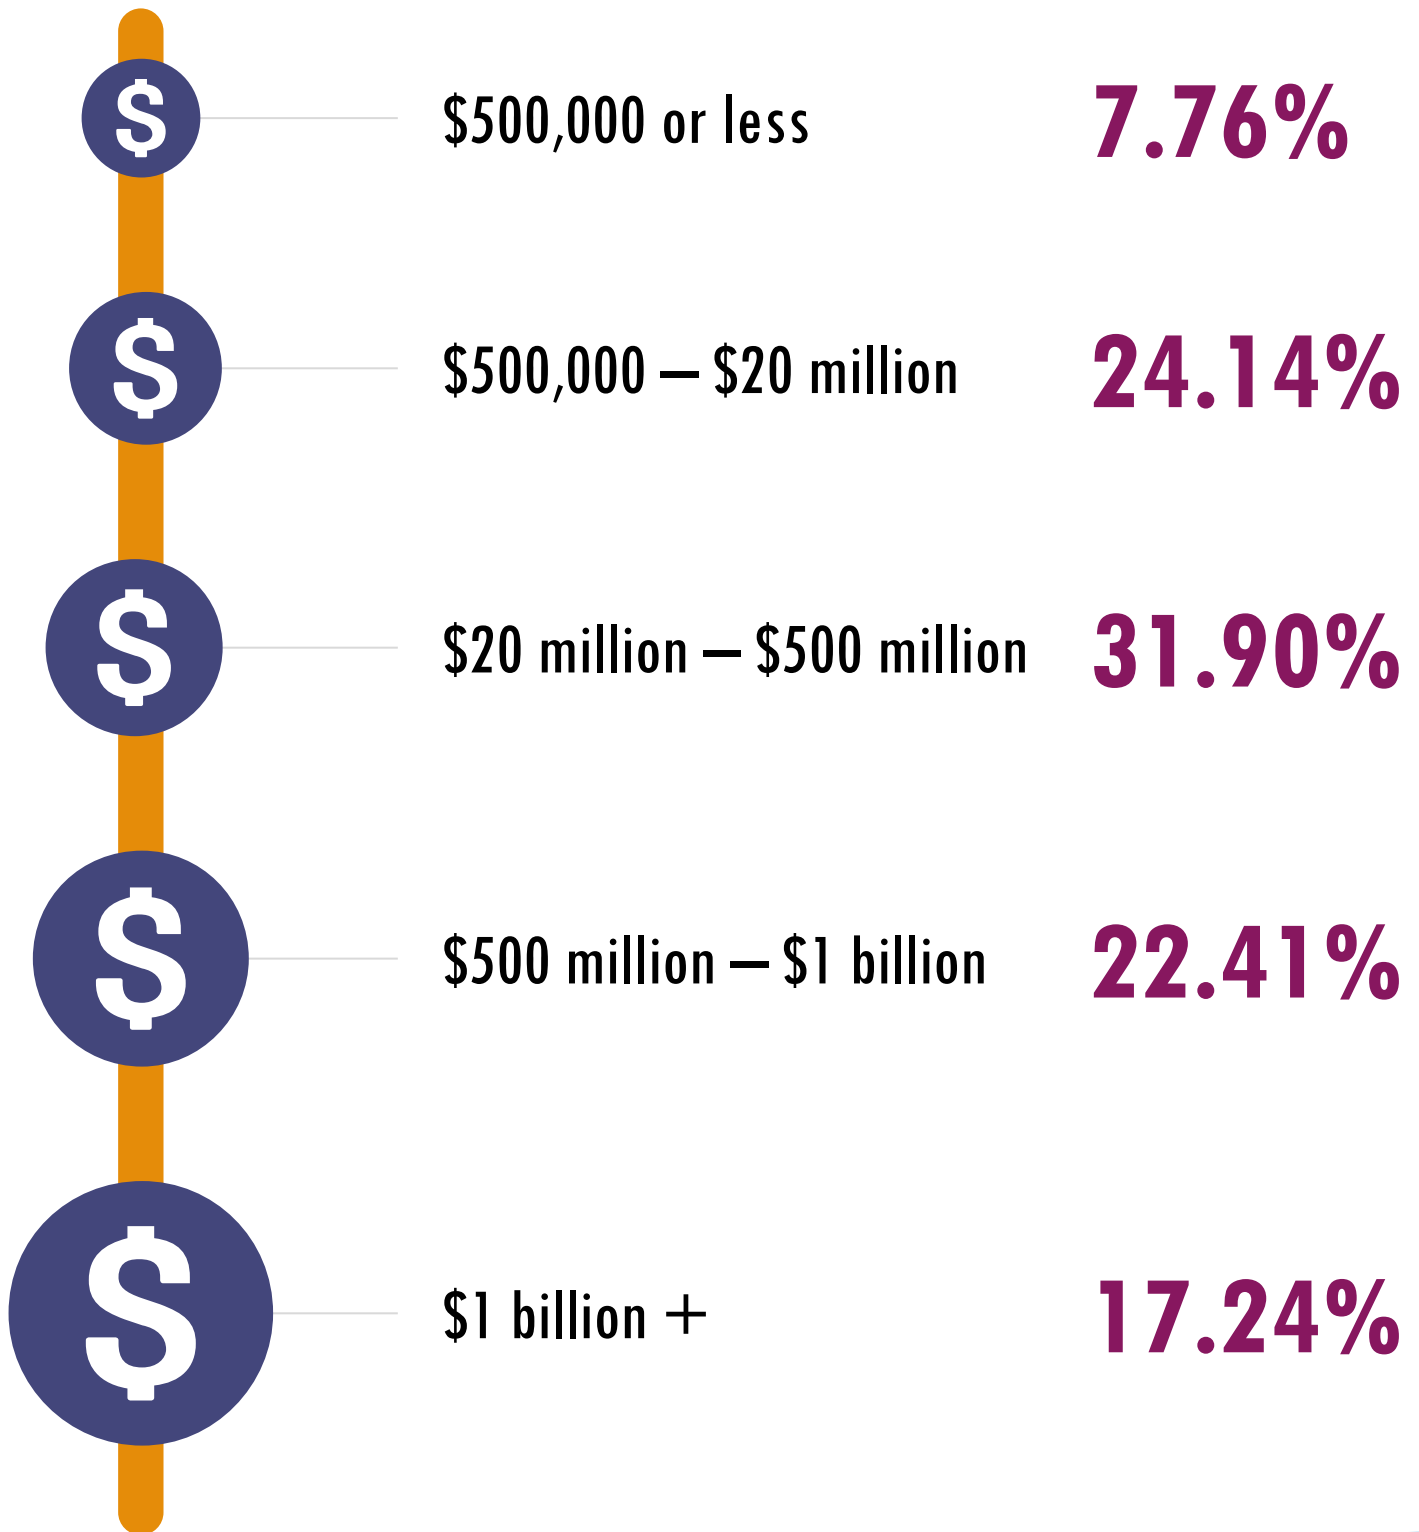 $
$500,000 or less 7.76%
$
$500,000 – $20 million 24.14%
$
$20 million – $500 million 31.90%
$
$500 million – $1 billion 22.41%
$
$1 billion + 17.24%